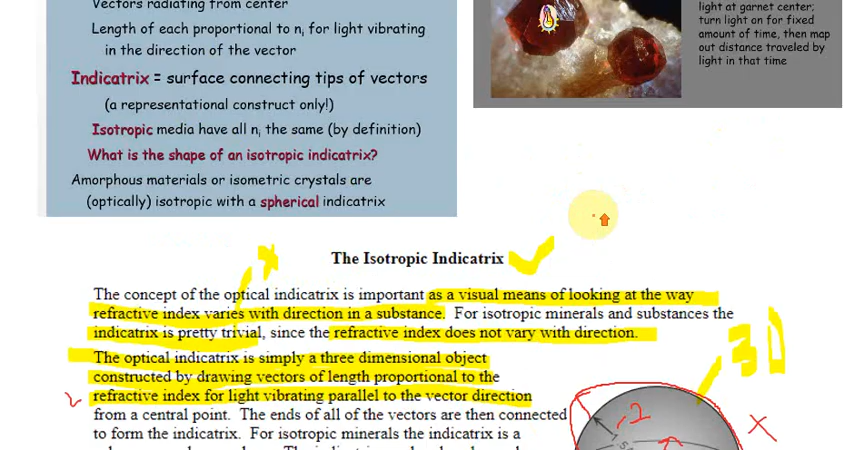 Vectors radiating from center
Length of each proportional to ni for light vibrating
in the direction of the vector
Indicatrix = surface connecting tips of vectors
(a representational construct only!)
Isotropic media have all ni the same (by definition)
What is the shape of an isotropic indicatrix?
Amorphous materials or isometric crystals are
(optically) isotropic with a spherical indicatrix
light at garnet center;
turn light on for fixed
amount of time, then map
out distance traveled by
light in that time
The Isotropic Indicatrix
The concept of the optical indicatrix is important as a visual means of looking at the way
refractive index varies with direction in a substance. For isotropic minerals and substances the
indicatrix is pretty trivial, since the refractive index does not vary with direction.
The optical indicatrix is simply a three dimensional object
constructed by drawing vectors of length proportional to the
refractive index for light vibrating parallel to the vector direction
from a central point. The ends of all of the vectors are then connected
to form the indicatrix. For isotropic minerals the indicatrix is a
3D